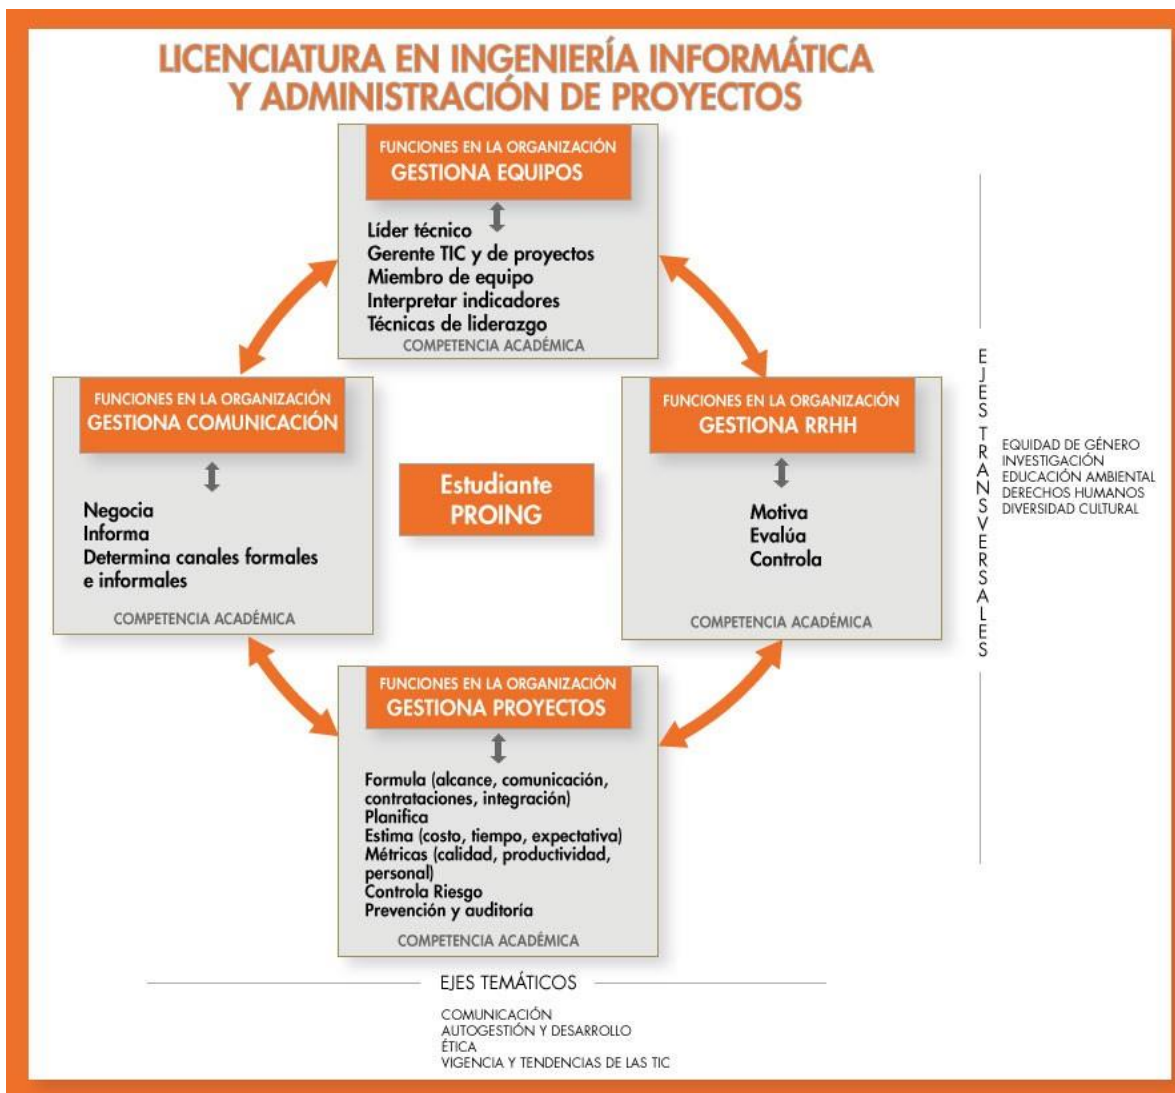 LICENCIATURA EN INGENIERÍA INFORMÁTICA
Y ADMINISTRACIÓN DE PROYECTOS
FUNCIONES EN LA ORGANIZACIÓN
GESTIONA EQUIPOS
Líder técnico
Gerente TIC y de proyectos
Miembro de equipo
Interpretar indicadores
Técnicas de liderazgo
COMPETENCIA ACADÉMICA
FUNCIONES EN LA ORGANIZACIÓN
GESTIONA COMUNICACIÓN
Negocia
Informa
Determina canales formales
e informales
COMPETENCIA ACADÉMICA
Estudiante
PROING
FUNCIONES EN LA ORGANIZACIÓN
GESTIONA RRHH
Motiva
Evalúa
Controla
COMPETENCIA ACADÉMICA
FUNCIONES EN LA ORGANIZACIÓN
GESTIONA PROYECTOS
Formula (alcance, comunicación,
contrataciones, integración)
Planifica
Estima (costo, tiempo, expectativa)
Métricas (calidad, productividad,
personal)
Controla Riesgo
Prevención y auditoría
COMPETENCIA ACADÉMICA
EJES TRANSVERSALES
EQUIDAD DE GÉNERO
INVESTIGACIÓN
EDUCACIÓN AMBIENTAL
DERECHOS HUMANOS
DIVERSIDAD CULTURAL
EJES TEMÁTICOS
COMUNICACIÓN
AUTOGESTIÓN Y DESARROLLO
ÉTICA
VIGENCIA Y TENDENCIAS DE LAS TIC